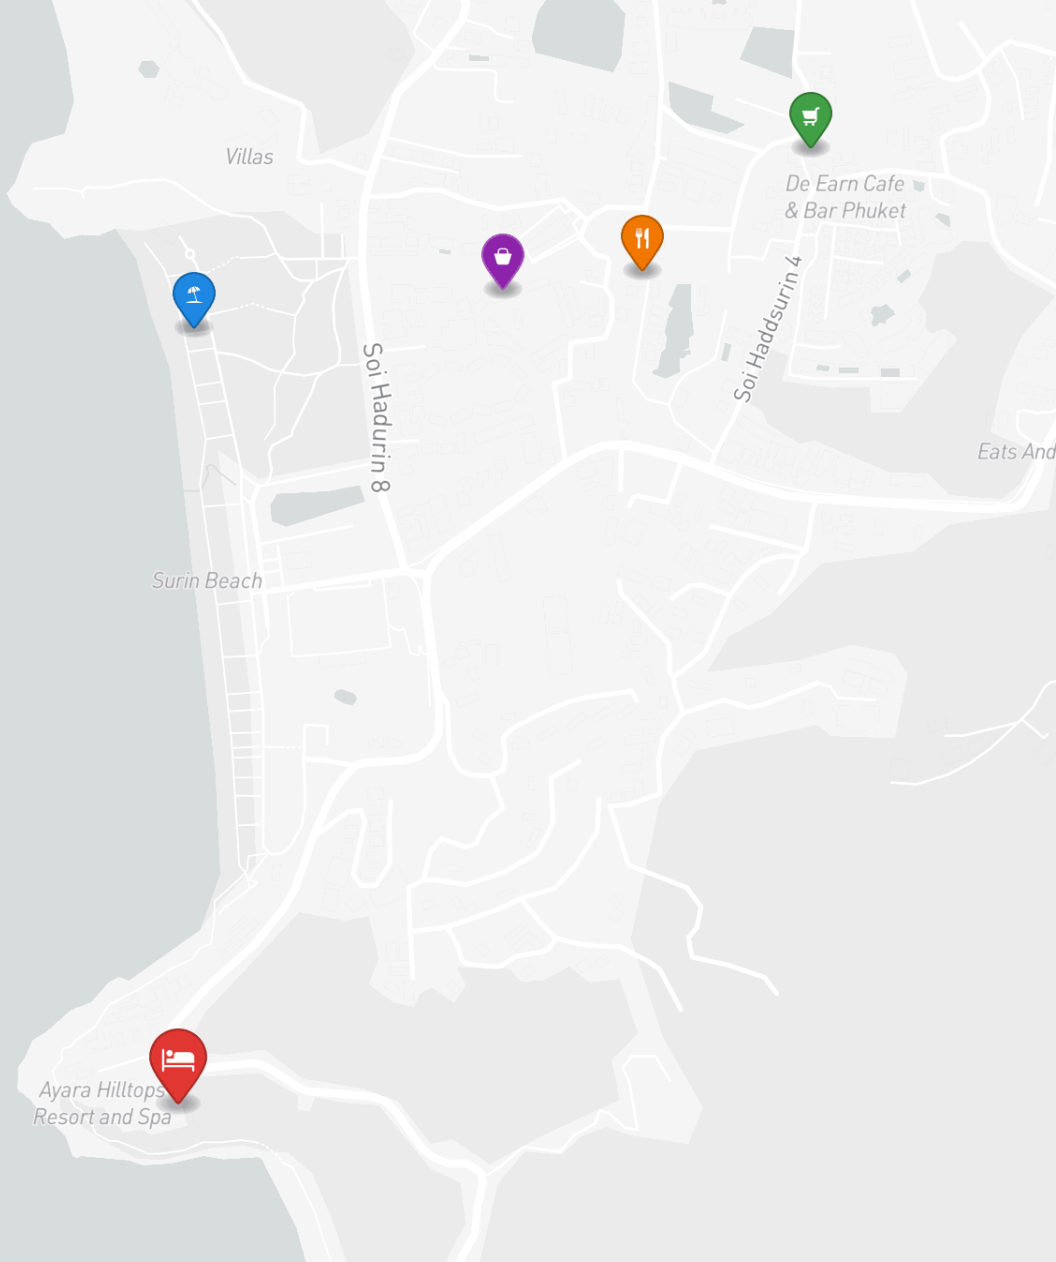 Villas
De Earn Cafe
& Bar Phuket
Soi Haddsurin 4
Soi Hadurin 8
Eats And
Surin Beach
Ayara Hilltops
Resort and Spa